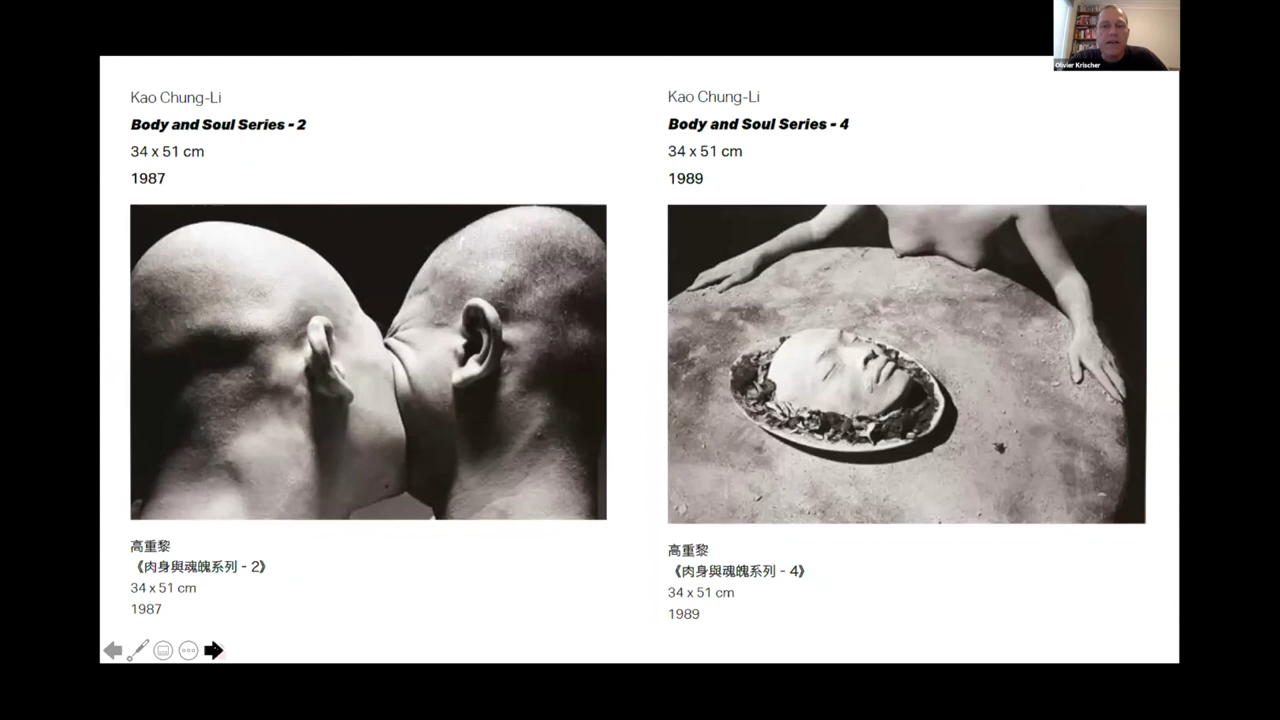 Olivier Krischer
Kao Chung-Li
Body and Soul Series - 2
34 x 51 cm
1987
Kao Chung-Li
Body and Soul Series - 4
34 x 51 cm
1989
高重黎
《肉身與魂魄系列 - 2》
34 x 51 cm
1987
高重黎
《肉身與魂魄系列 - 4》
34 x 51 cm
1989